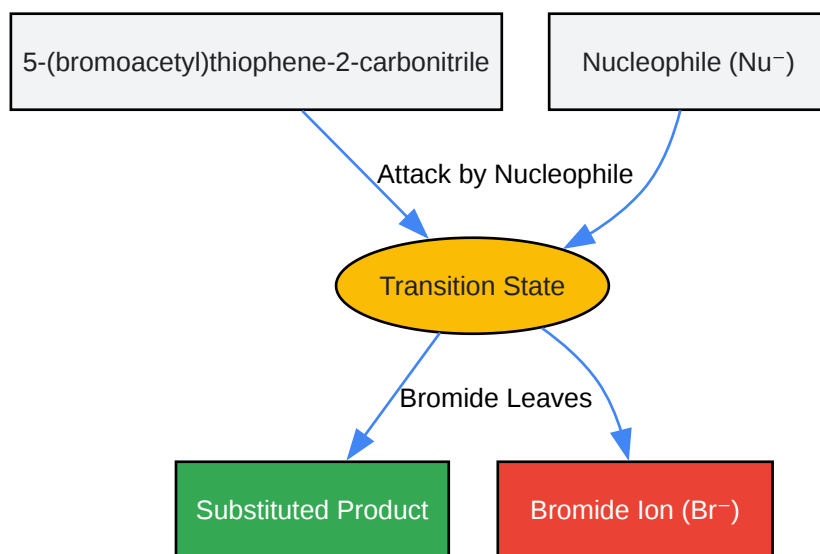 5-(bromoacetyl)thiophene-2-carbonitrile
Nucleophile (Nu⁻)
Attack by Nucleophile
Transition State
Bromide Leaves
Substituted Product
Bromide Ion (Br⁻)